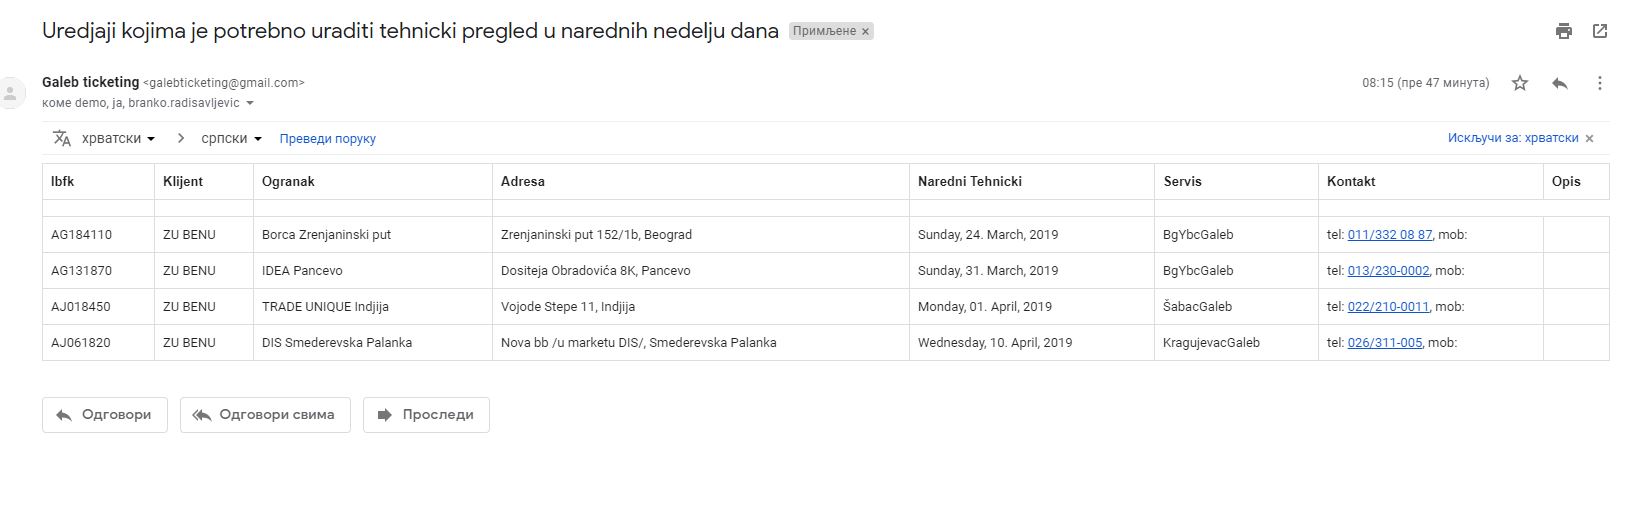 Uredjaji kojima je potrebno uraditi tehnicki pregled u narednih nedelju dana Примљене ×
Galeb ticketing <galebticketing@gmail.com> 08:15 (пре 47 минута)
коме demo, ја, branko.radisavljevic
хрватски > српски Преведи поруку Искључи за: хрватски ×
Ibfk Klijent Ogranak Adresa Naredni Tehnicki Servis Kontakt Opis
AG184110 ZU BENU Borca Zrenjaninski put Zrenjaninski put 152/1b, Beograd Sunday, 24. March, 2019 BgYbcGaleb tel: 011/332 08 87, mob:
AG131870 ZU BENU IDEA Pancevo Dositeja Obradovića 8K, Pancevo Sunday, 31. March, 2019 BgYbcGaleb tel: 013/230-0002, mob:
AJ018450 ZU BENU TRADE UNIQUE Indjija Vojode Stepe 11, Indjija Monday, 01. April, 2019 ŠabacGaleb tel: 022/210-0011, mob:
AJ061820 ZU BENU DIS Smederevska Palanka Nova bb /u marketu DIS/, Smederevska Palanka Wednesday, 10. April, 2019 KragujevacGaleb tel: 026/311-005, mob:
Одговори Одговори свима Проследи